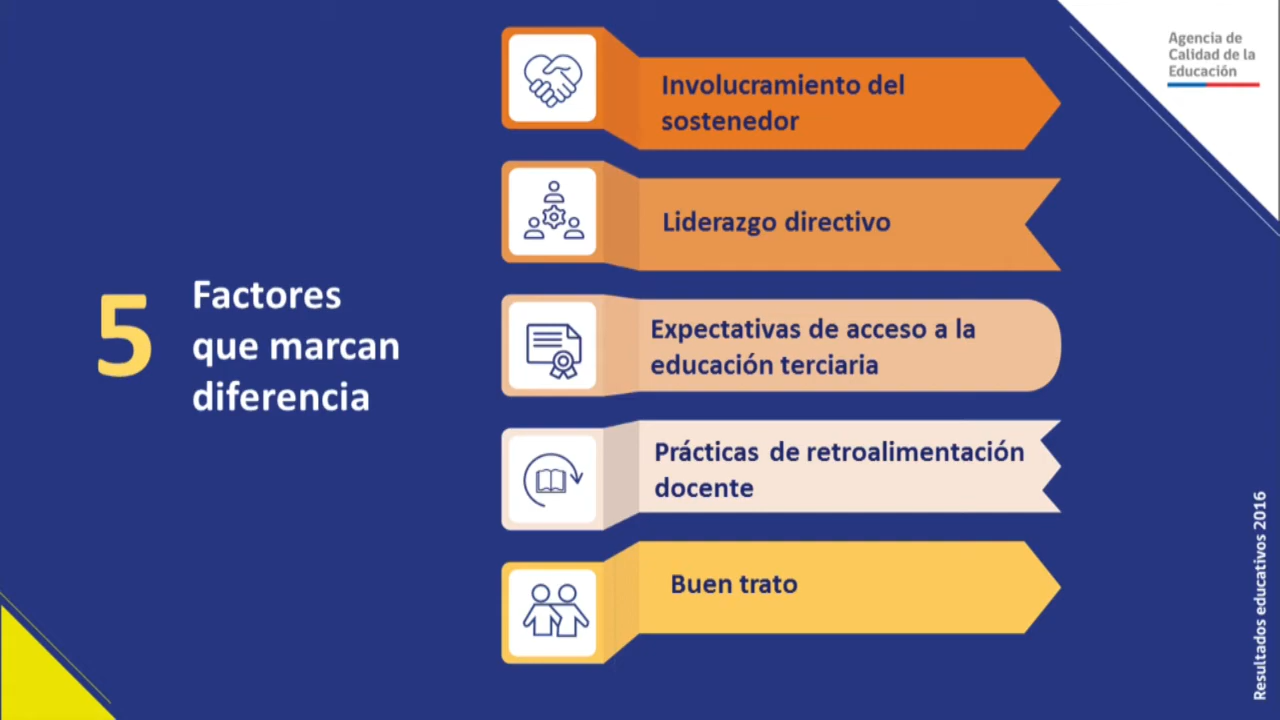 Agencia de
Calidad de la
Educación
5
Factores
que marcan
diferencia
Involucramiento del
sostenedor
Liderazgo directivo
Expectativas de acceso a la
educación terciaria
Prácticas de retroalimentación
docente
Buen trato
Resultados educativos 2016